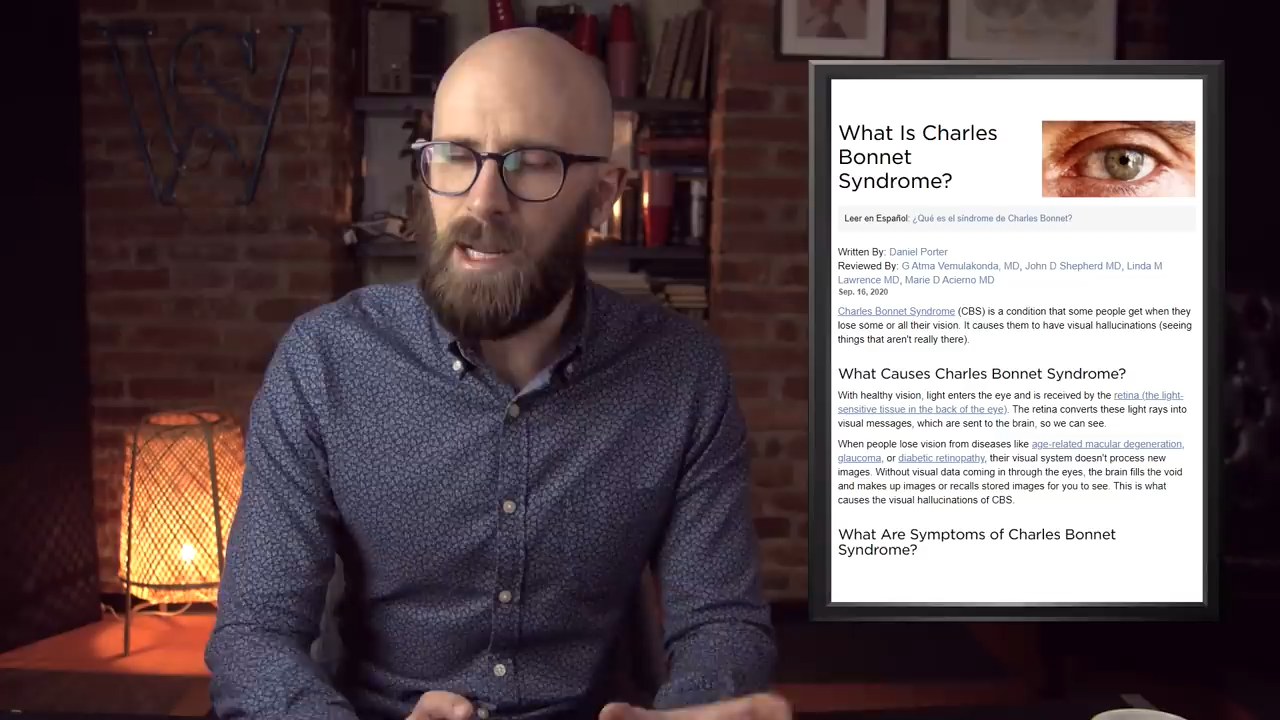 What Is Charles
Bonnet
Syndrome?
Leer en Español: ¿Qué es el síndrome de Charles Bonnet?
Written By: Daniel Porter
Reviewed By: G Atma Vemulakonda, MD, John D Shepherd MD, Linda M
Lawrence MD, Marie D Acierno MD
Sep. 16, 2020
Charles Bonnet Syndrome (CBS) is a condition that some people get when they
lose some or all their vision. It causes them to have visual hallucinations (seeing
things that aren't really there).
What Causes Charles Bonnet Syndrome?
With healthy vision, light enters the eye and is received by the retina (the light-
sensitive tissue in the back of the eye). The retina converts these light rays into
visual messages, which are sent to the brain, so we can see.
When people lose vision from diseases like age-related macular degeneration,
glaucoma, or diabetic retinopathy, their visual system doesn't process new
images. Without visual data coming in through the eyes, the brain fills the void
and makes up images or recalls stored images for you to see. This is what
causes the visual hallucinations of CBS.
What Are Symptoms of Charles Bonnet
Syndrome?